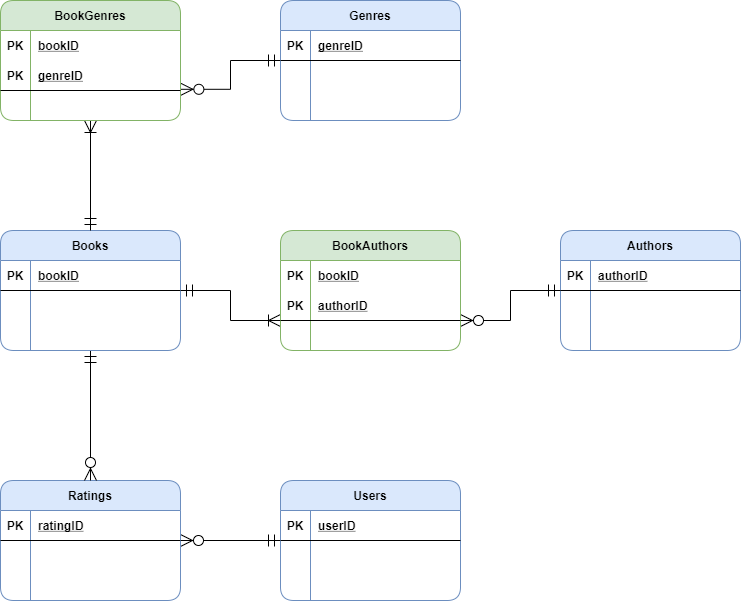 BookGenres
PK bookID
PK genreID
Genres
PK genreID
Books
PK bookID
BookAuthors
PK bookID
PK authorID
Authors
PK authorID
Ratings
PK ratingID
Users
PK userID